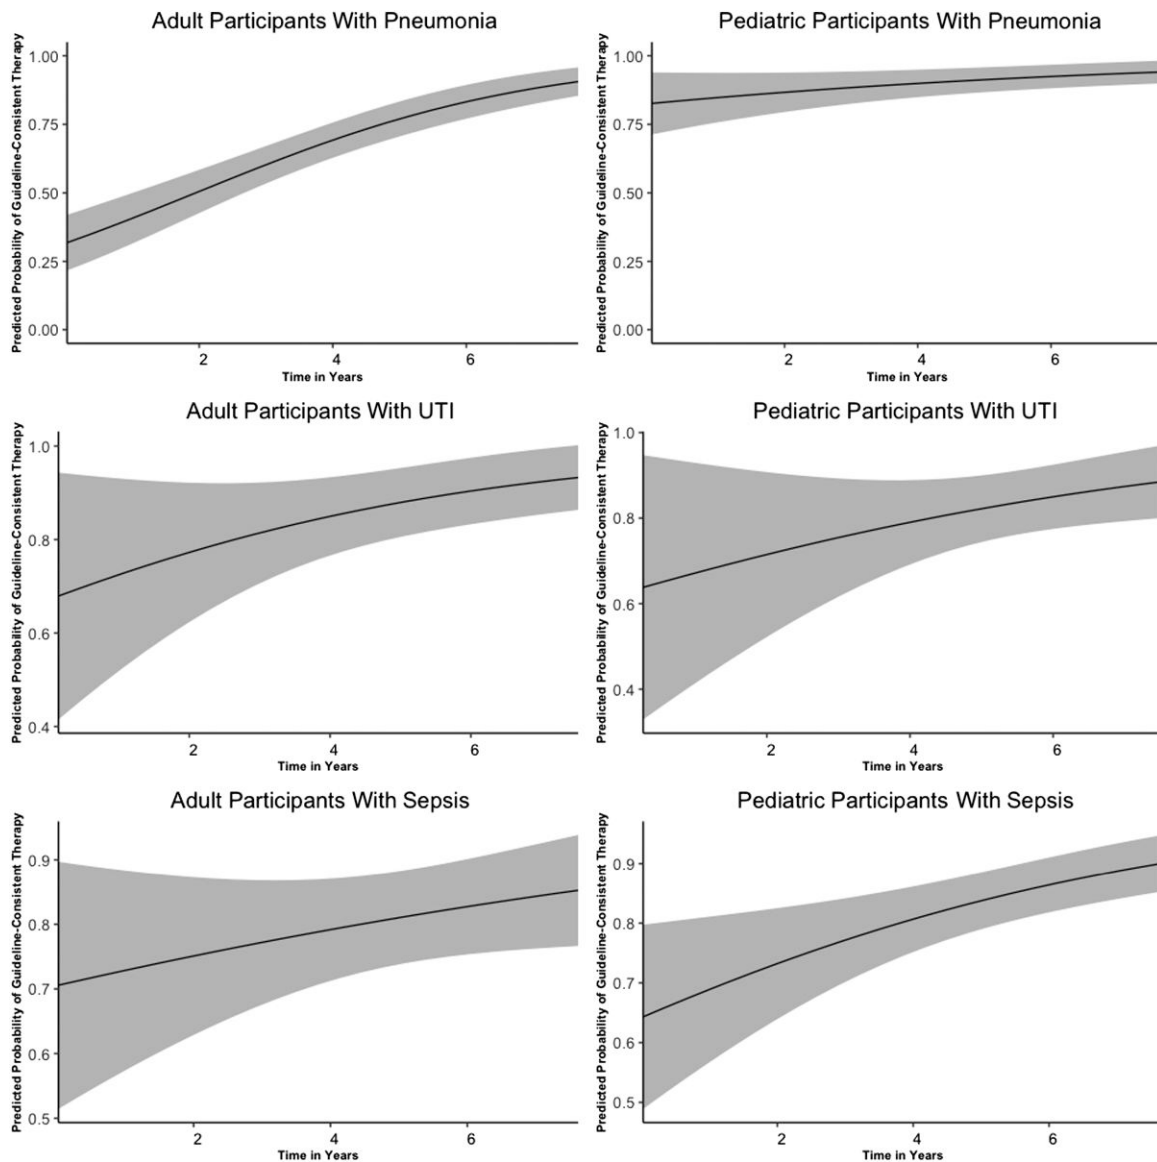 Adult Participants With Pneumonia
Predicted Probability of Guideline-Consistent Therapy
1.00
0.75
0.50
0.25
0.00
2
4
6
Time in Years
Pediatric Participants With Pneumonia
Predicted Probability of Guideline-Consistent Therapy
1.00
0.75
0.50
0.25
0.00
2
4
6
Time in Years
Adult Participants With UTI
Predicted Probability of Guideline-Consistent Therapy
1.0
0.8
0.6
0.4
2
4
6
Time in Years
Pediatric Participants With UTI
Predicted Probability of Guideline-Consistent Therapy
1.0
0.8
0.6
0.4
2
4
6
Time in Years
Adult Participants With Sepsis
Predicted Probability of Guideline-Consistent Therapy
0.9
0.8
0.7
0.6
0.5
2
4
6
Time in Years
Pediatric Participants With Sepsis
Predicted Probability of Guideline-Consistent Therapy
0.9
0.8
0.7
0.6
0.5
2
4
6
Time in Years